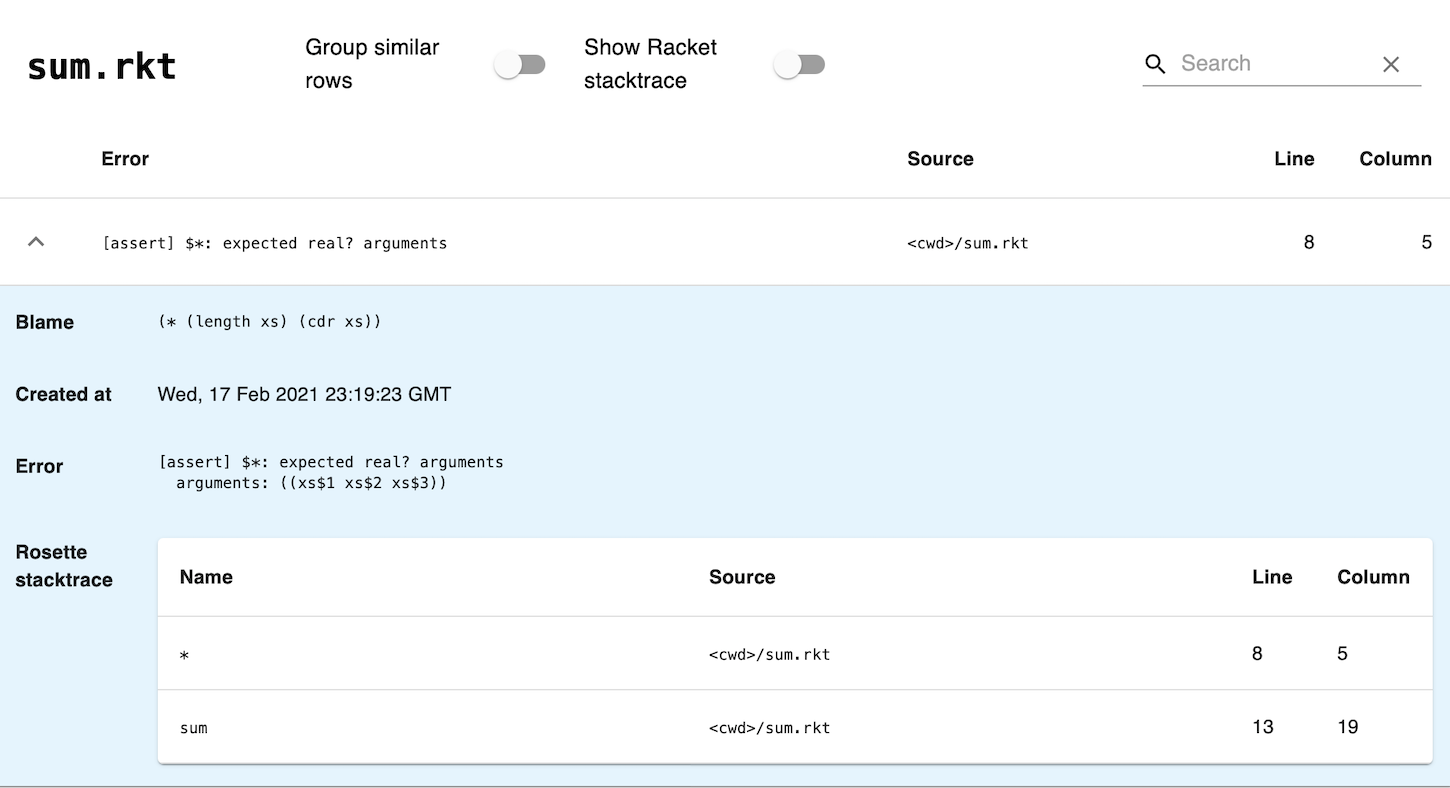 sum.rkt
Group similar
rows
Show Racket
stacktrace
Search
Error Source Line Column
[assert] $*: expected real? arguments <cwd>/sum.rkt 8 5
Blame (* (length xs) (cdr xs))
Created at Wed, 17 Feb 2021 23:19:23 GMT
Error [assert] $*: expected real? arguments
arguments: ((xs$1 xs$2 xs$3))
Rosette
stacktrace
Name Source Line Column
* <cwd>/sum.rkt 8 5
sum <cwd>/sum.rkt 13 19